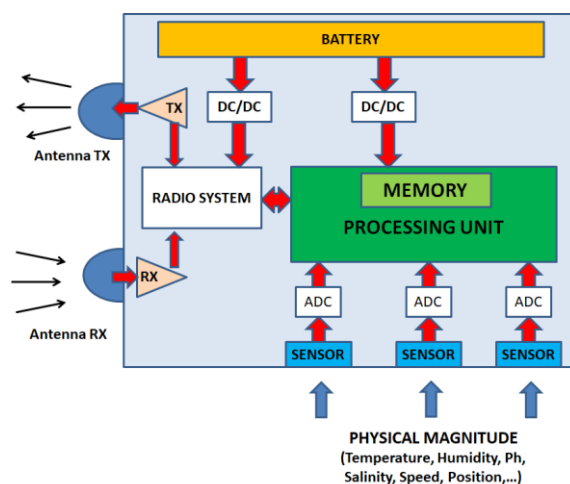 BATTERY
TX
DC/DC
DC/DC
Antenna TX
RADIO SYSTEM
MEMORY
PROCESSING UNIT
RX
Antenna RX
ADC
ADC
ADC
SENSOR
SENSOR
SENSOR
PHYSICAL MAGNITUDE
(Temperature, Humidity, Ph,
Salinity, Speed, Position,...)